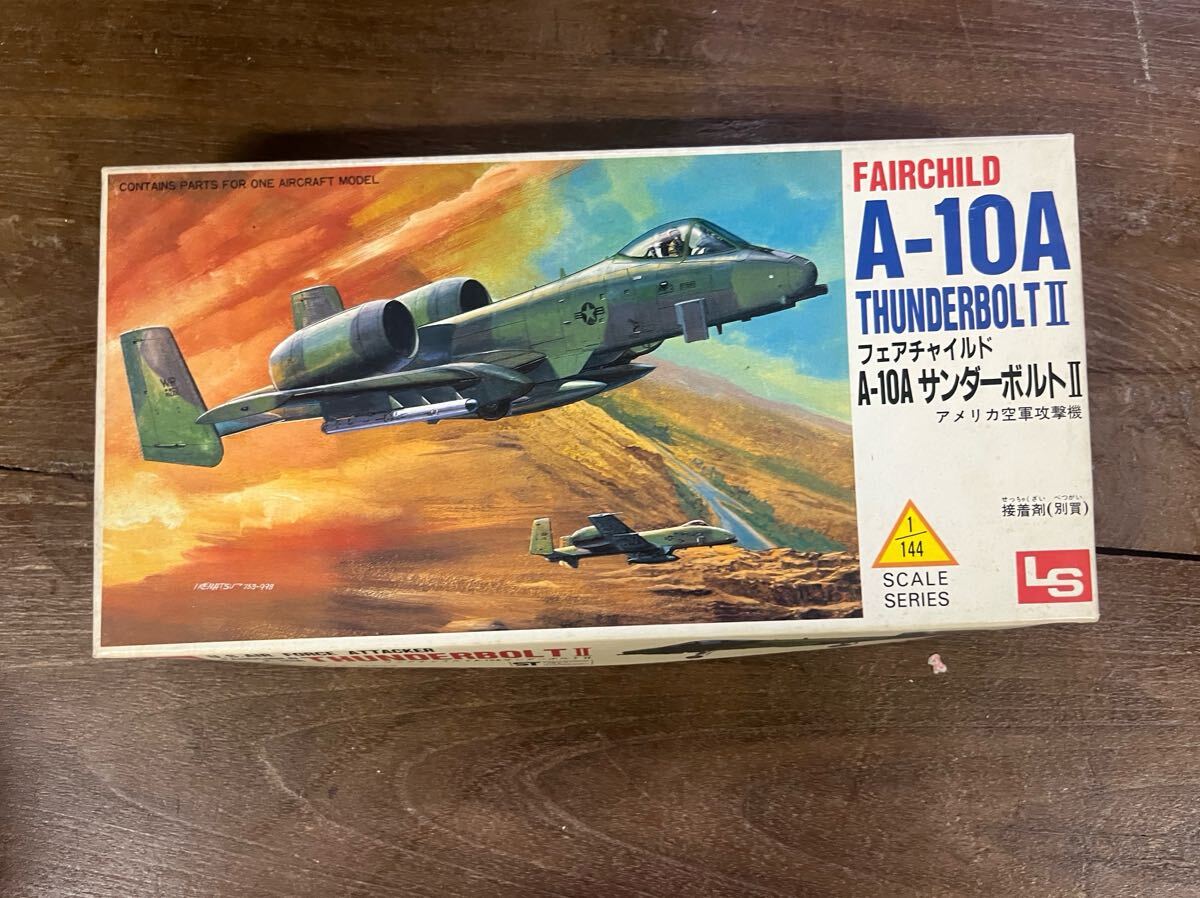 CONTAINS PARTS FOR ONE AIRCRAFT MODEL
FAIRCHILD
A-10A
THUNDERBOLT II
フェアチャイルド
A-10A サンダーボルトII
アメリカ空軍攻撃機
せっちゃくざい べつがい
接着剤(別買)
1/144
SCALE
SERIES
LS
WP
AIR FORCE ATTACKER
THUNDERBOLT II
ST